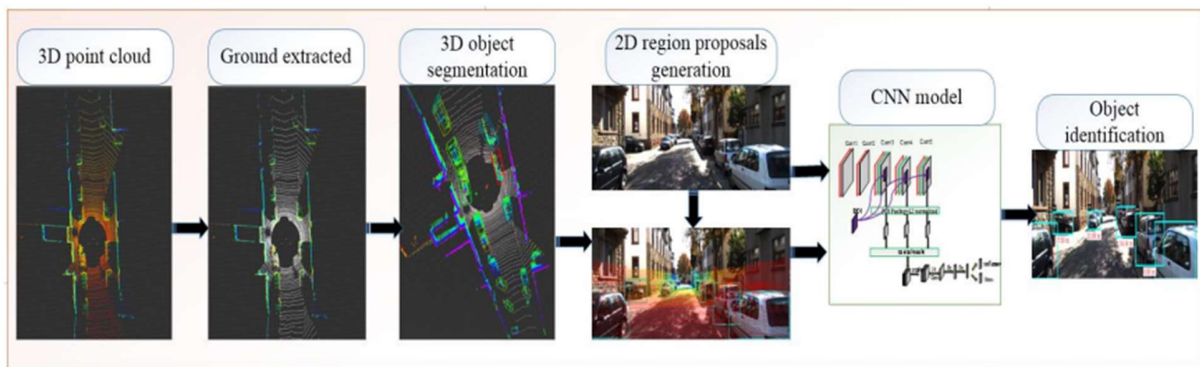 3D point cloud
Ground extracted
3D object
segmentation
2D region proposals
generation
CNN model
Object
identification